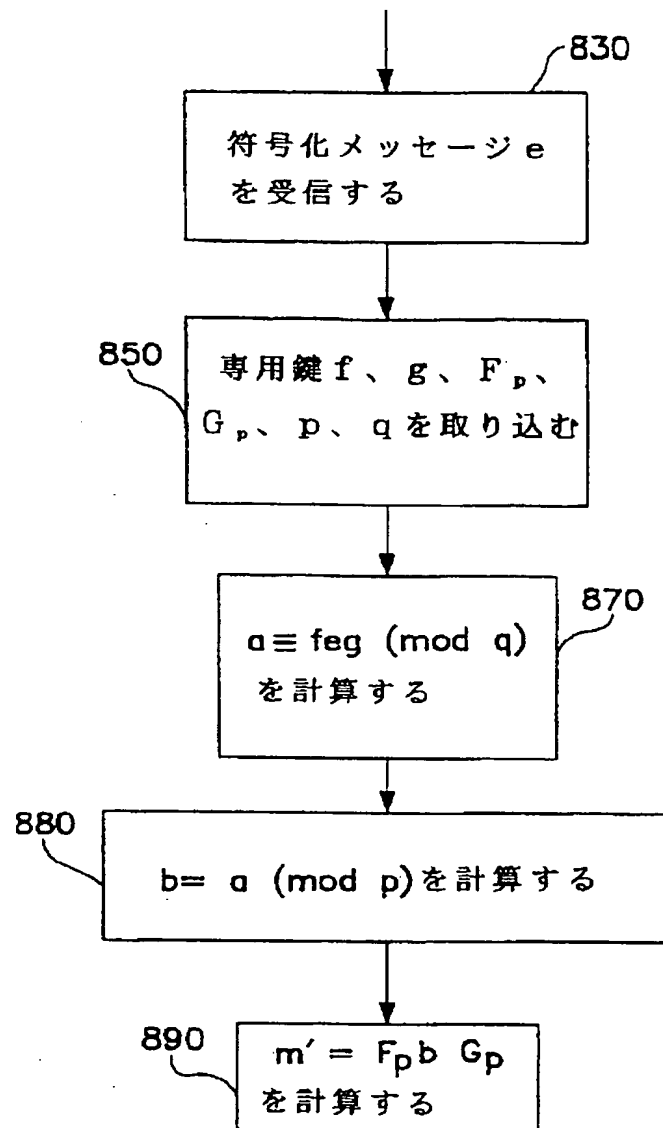 830
符号化メッセージe
を受信する
850
専用鍵f、g、Fₚ、
Gₚ、p、qを取り込む
870
a≡feg (mod q)
を計算する
880
b= a (mod p)を計算する
890
m′= Fₚb Gₚ
を計算する